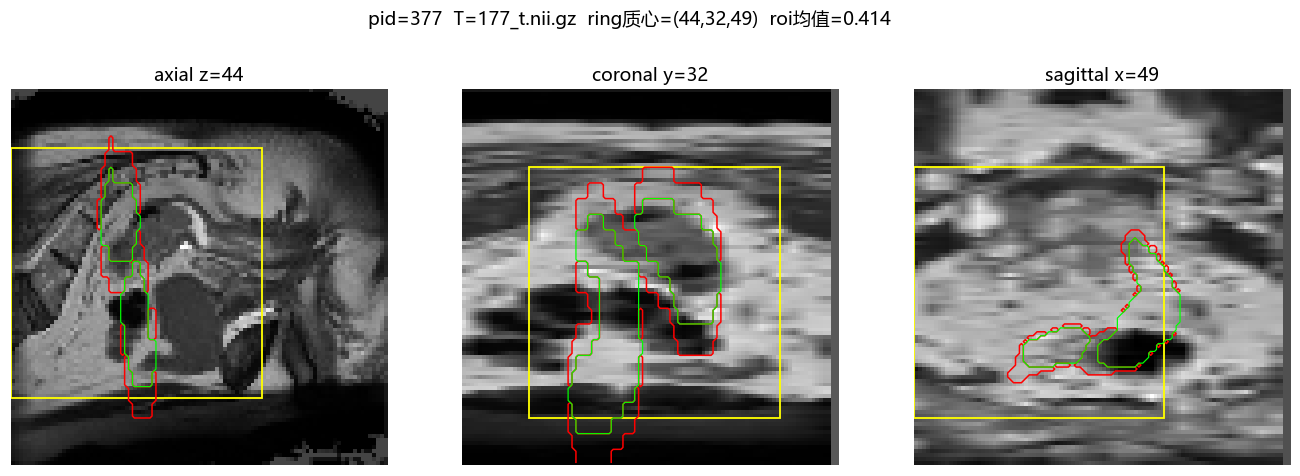 pid=377  T=177_t.nii.gz  ring质心=(44,32,49)  roi均值=0.414
axial z=44
coronal y=32
sagittal x=49